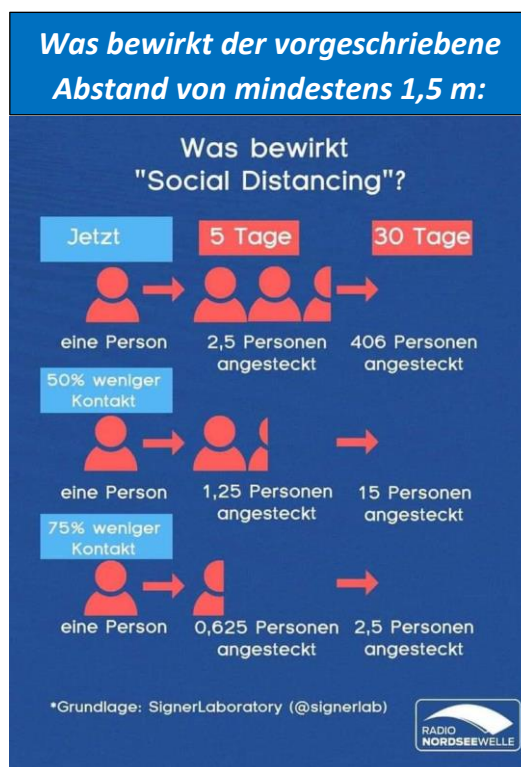 Was bewirkt der vorgeschriebene
Abstand von mindestens 1,5 m:
Was bewirkt
"Social Distancing"?
Jetzt 5 Tage 30 Tage
eine Person 2,5 Personen angesteckt 406 Personen angesteckt
50% weniger
Kontakt
eine Person 1,25 Personen angesteckt 15 Personen angesteckt
75% weniger
Kontakt
eine Person 0,625 Personen angesteckt 2,5 Personen angesteckt
*Grundlage: SignerLaboratory (@signerlab)
RADIO
NORDSEEWELLE